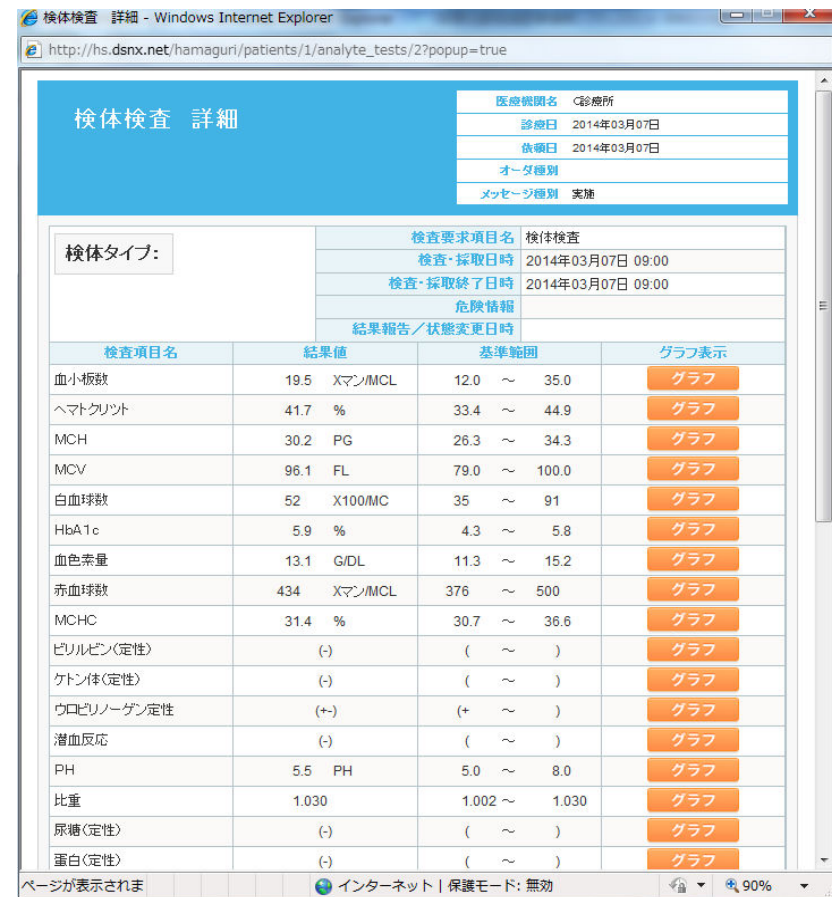 検体検査 詳細 - Windows Internet Explorer
http://hs.dsnx.net/hamaguri/patients/1/analyte_tests/2?popup=true
検体検査 詳細
医療機関名 C診療所
診療日 2014年03月07日
依頼日 2014年03月07日
オーダ種別
メッセージ種別 実施
検体タイプ:
検査要求項目名 検体検査
検査・採取日時 2014年03月07日 09:00
検査・採取終了日時 2014年03月07日 09:00
危険情報
結果報告/状態変更日時
検査項目名 結果値 基準範囲 グラフ表示
血小板数 19.5 Xマン/MCL 12.0 ~ 35.0 グラフ
ヘマトクリツト 41.7 % 33.4 ~ 44.9 グラフ
MCH 30.2 PG 26.3 ~ 34.3 グラフ
MCV 96.1 FL 79.0 ~ 100.0 グラフ
白血球数 52 X100/MC 35 ~ 91 グラフ
HbA1c 5.9 % 4.3 ~ 5.8 グラフ
血色素量 13.1 G/DL 11.3 ~ 15.2 グラフ
赤血球数 434 Xマン/MCL 376 ~ 500 グラフ
MCHC 31.4 % 30.7 ~ 36.6 グラフ
ビリルビン(定性) (-) ( ~ ) グラフ
ケトン体(定性) (-) ( ~ ) グラフ
ウロビリノーゲン定性 (+-) (+ ~ ) グラフ
潜血反応 (-) ( ~ ) グラフ
PH 5.5 PH 5.0 ~ 8.0 グラフ
比重 1.030 1.002 ~ 1.030 グラフ
尿糖(定性) (-) ( ~ ) グラフ
蛋白(定性) (-) ( ~ ) グラフ
ページが表示されま インターネット | 保護モード: 無効 90%